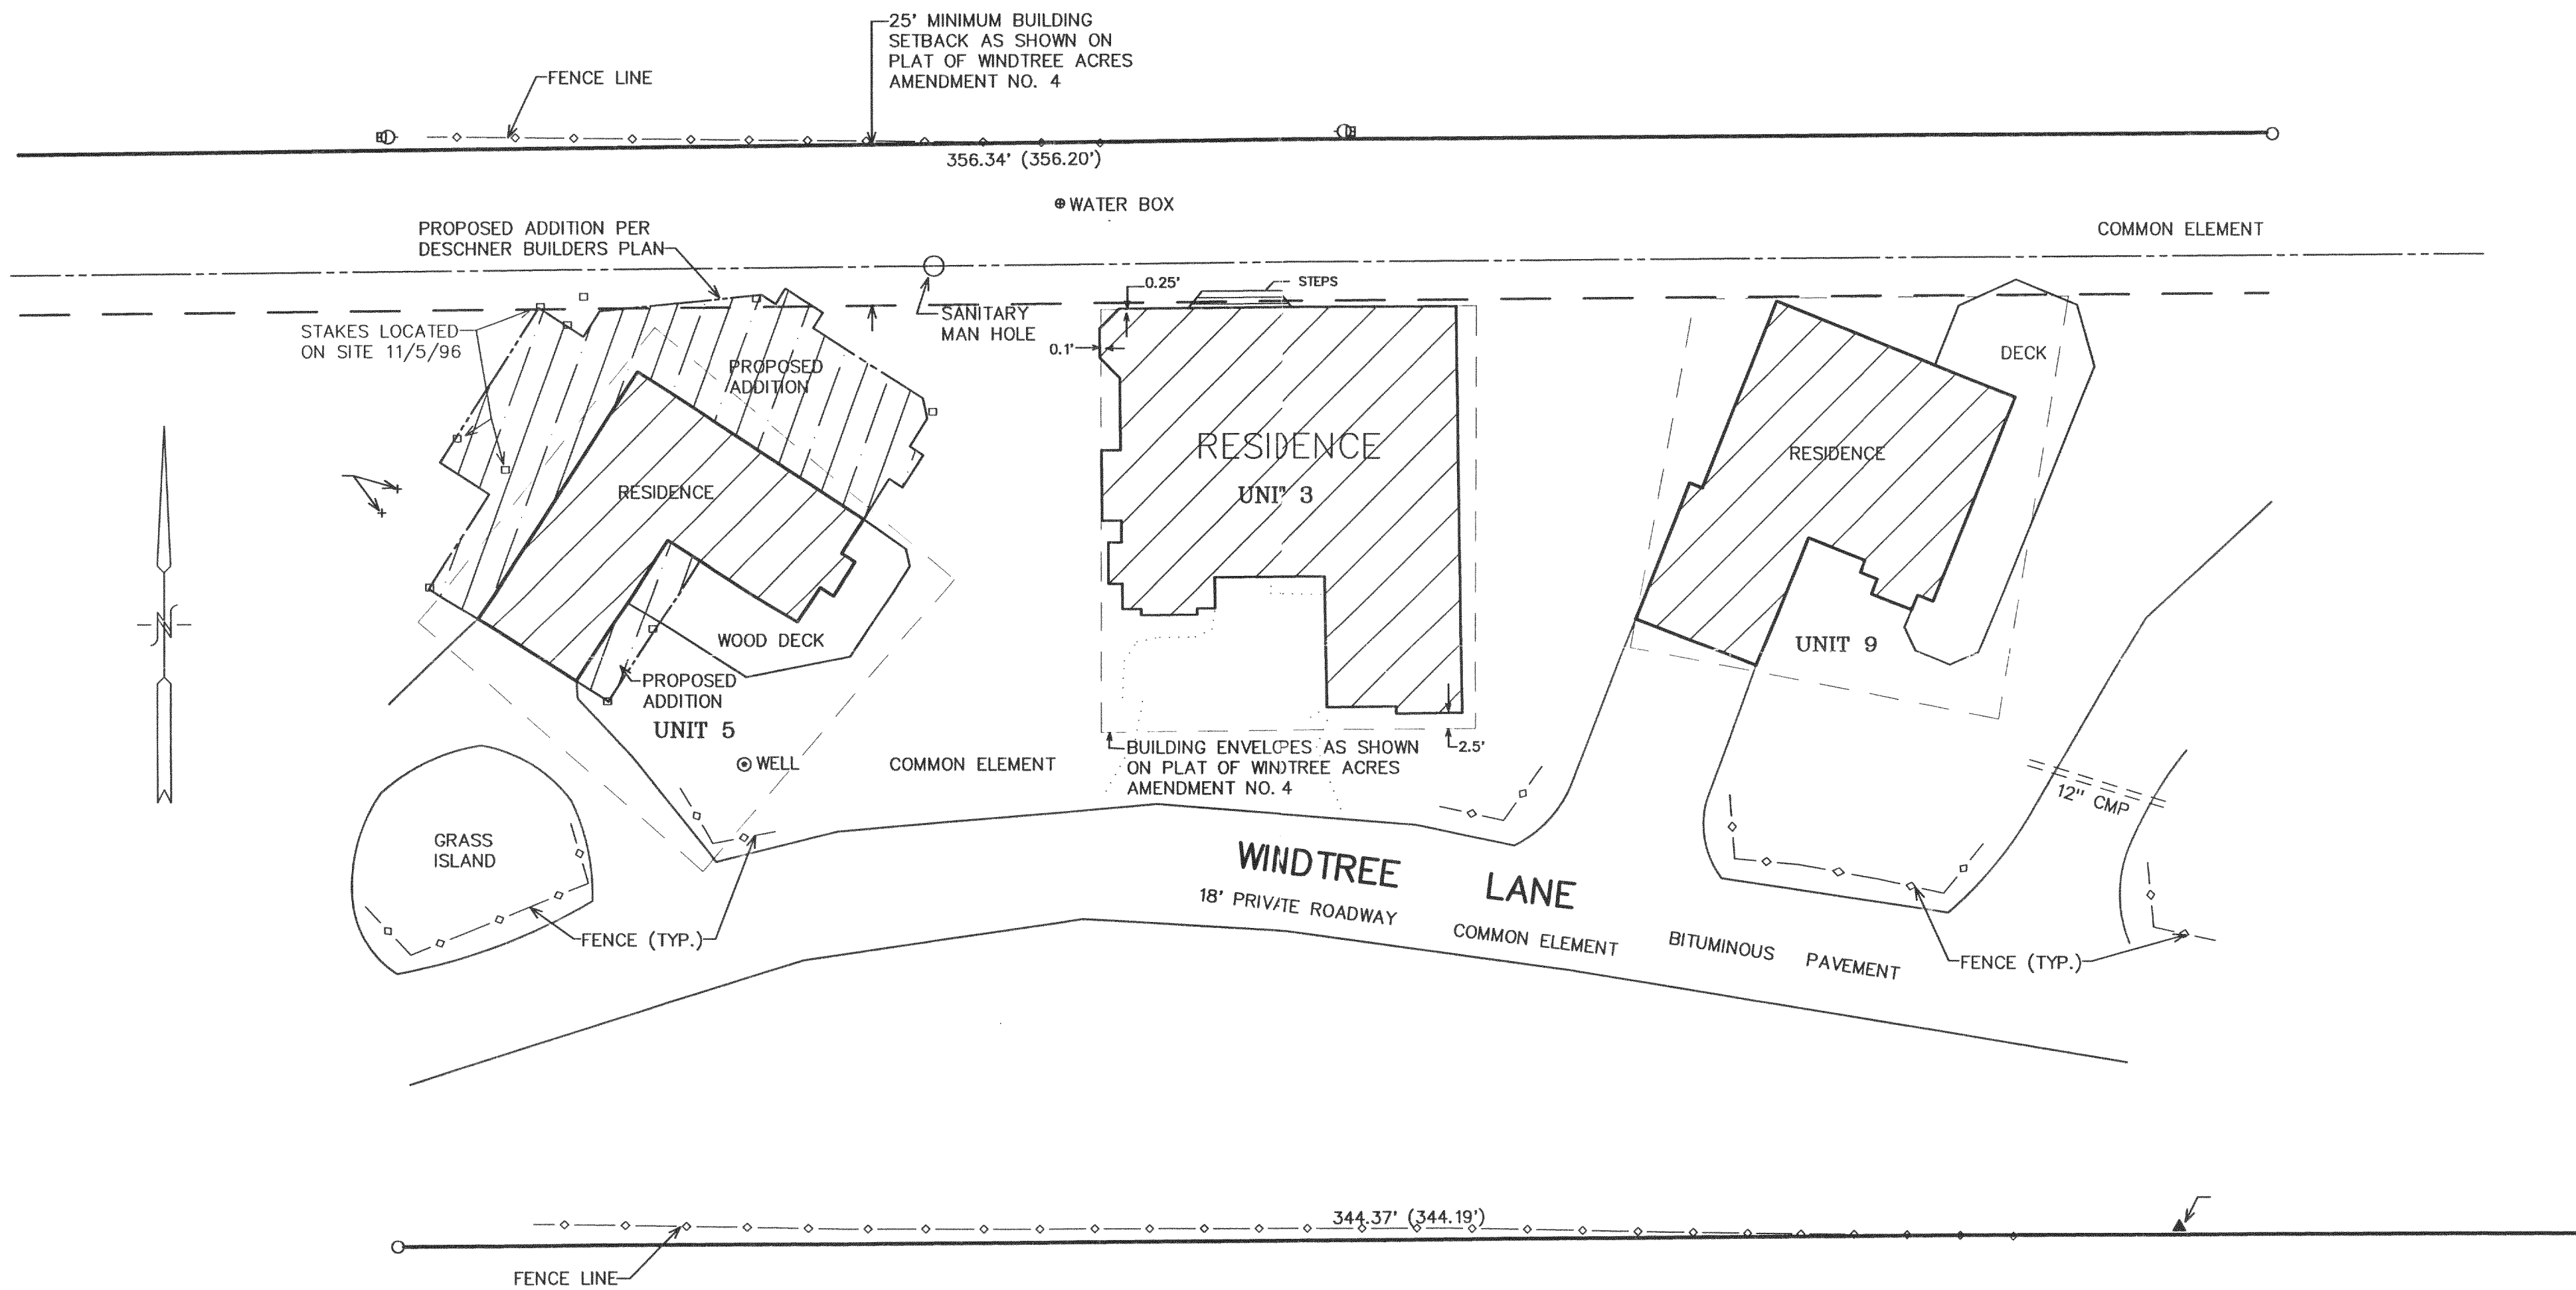 25' MINIMUM BUILDING
SETBACK AS SHOWN ON
PLAT OF WINDTREE ACRES
AMENDMENT NO. 4
FENCE LINE
356.34' (356.20')
WATER BOX
PROPOSED ADDITION PER
DESCHNER BUILDERS PLAN
COMMON ELEMENT
0.25'
STEPS
SANITARY
MAN HOLE
STAKES LOCATED
ON SITE 11/5/96
0.1'
DECK
PROPOSED
ADDITION
RESIDENCE
UNIT 3
RESIDENCE
RESIDENCE
N
WOOD DECK
UNIT 9
PROPOSED
ADDITION
UNIT 5
WELL
COMMON ELEMENT
BUILDING ENVELOPES AS SHOWN
ON PLAT OF WINDTREE ACRES
AMENDMENT NO. 4
2.5'
12" CMP
GRASS
ISLAND
WINDTREE LANE
18' PRIVATE ROADWAY COMMON ELEMENT BITUMINOUS PAVEMENT
FENCE (TYP.)
FENCE (TYP.)
344.37' (344.19')
FENCE LINE